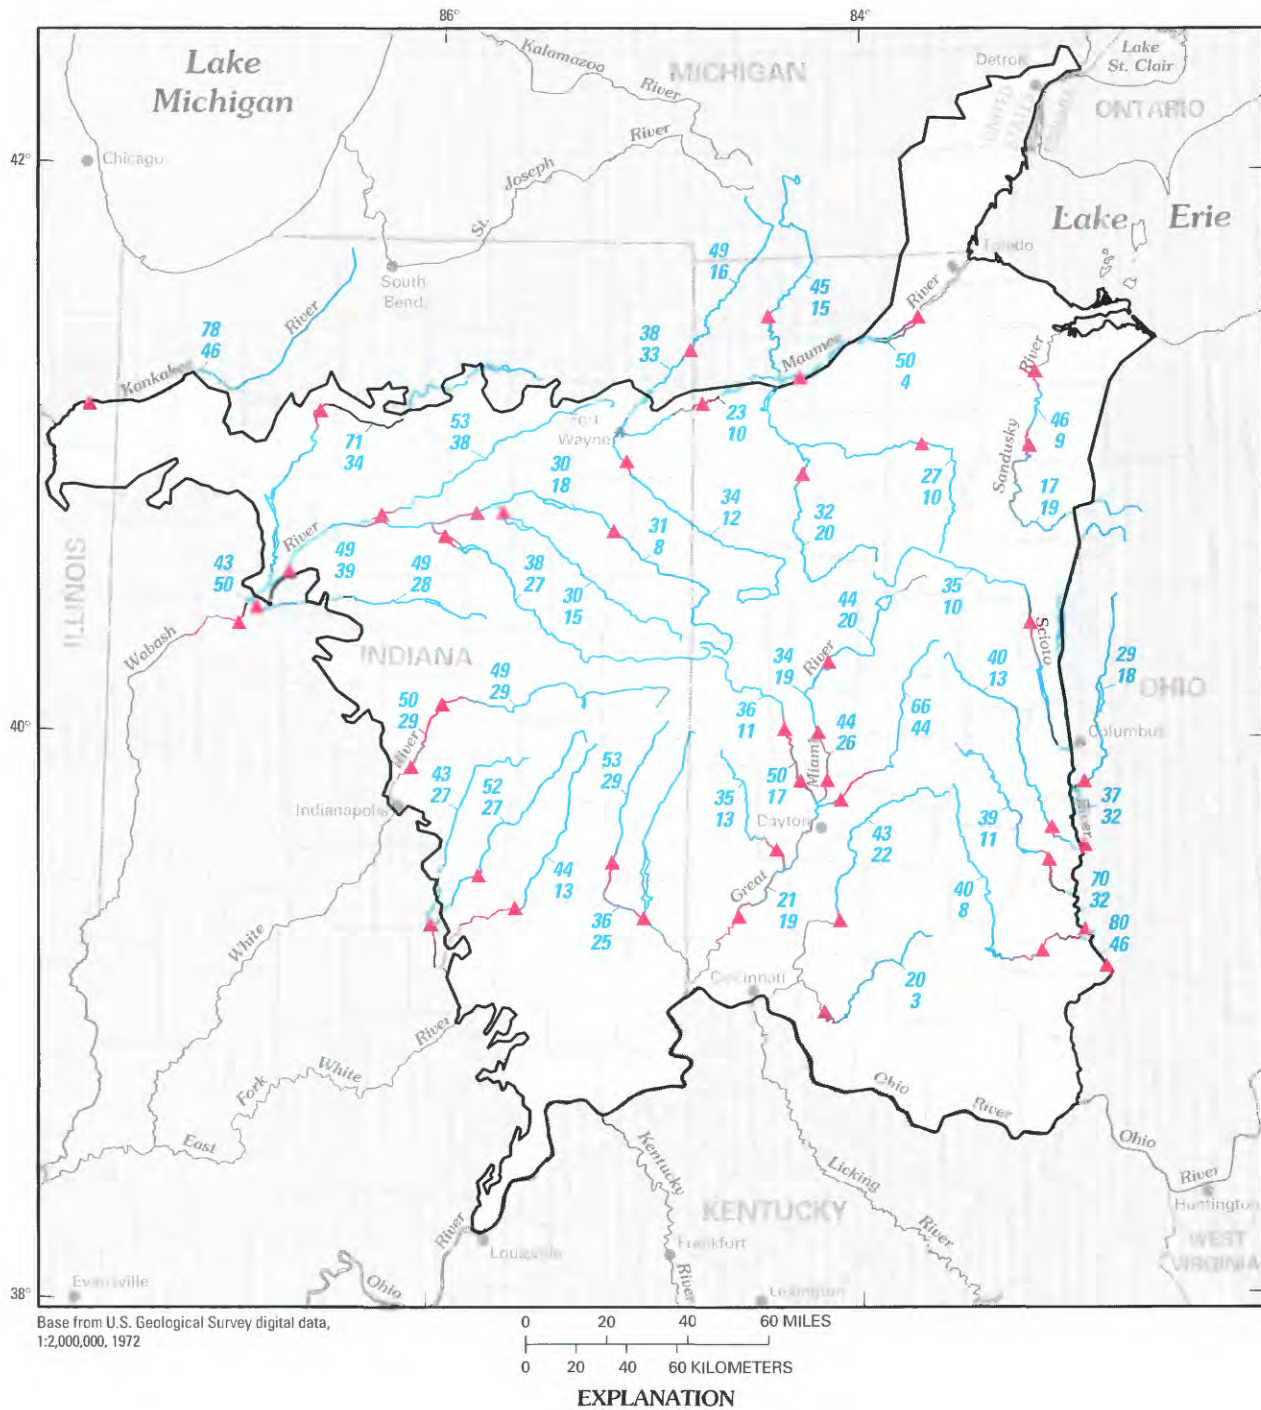 86°
84°
Lake
Michigan
Kalamazoo
River
MICHIGAN
Detroit
Lake
St. Clair
UNITED
STATES
ONTARIO
42°
Chicago
St.
Joseph
River
Lake Erie
Toledo
South
Bend
49
16
45
15
River
78
46
River
38
33
Maumee
50
4
River
Kankakee
53
38
Fort
Wayne
23
10
46
9
71
34
30
18
Sandusky
27
10
17
19
34
12
32
20
31
8
River
ILLINOIS
43
50
49
39
49
28
38
27
30
15
44
20
35
10
Scioto
Wabash
INDIANA
34
19
River
40
13
29
18
OHIO
49
29
50
29
36
11
66
44
40°
44
26
Columbus
River
53
29
Miami
43
27
52
27
35
13
50
17
37
32
River
Indianapolis
Dayton
43
22
39
11
44
13
Great
70
32
21
19
40
8
36
25
80
46
White
Cincinnati
20
3
River
White
Fork
East
Ohio
River
Kentucky
River
Licking
River
Ohio
River
Huntington
KENTUCKY
River
Louisville
Frankfort
WEST
VIRGINIA
Ohio
Evansville
Lexington
38°
Base from U.S. Geological Survey digital data,
1:2,000,000, 1972
0 20 40 60 MILES
0 20 40 60 KILOMETERS
EXPLANATION